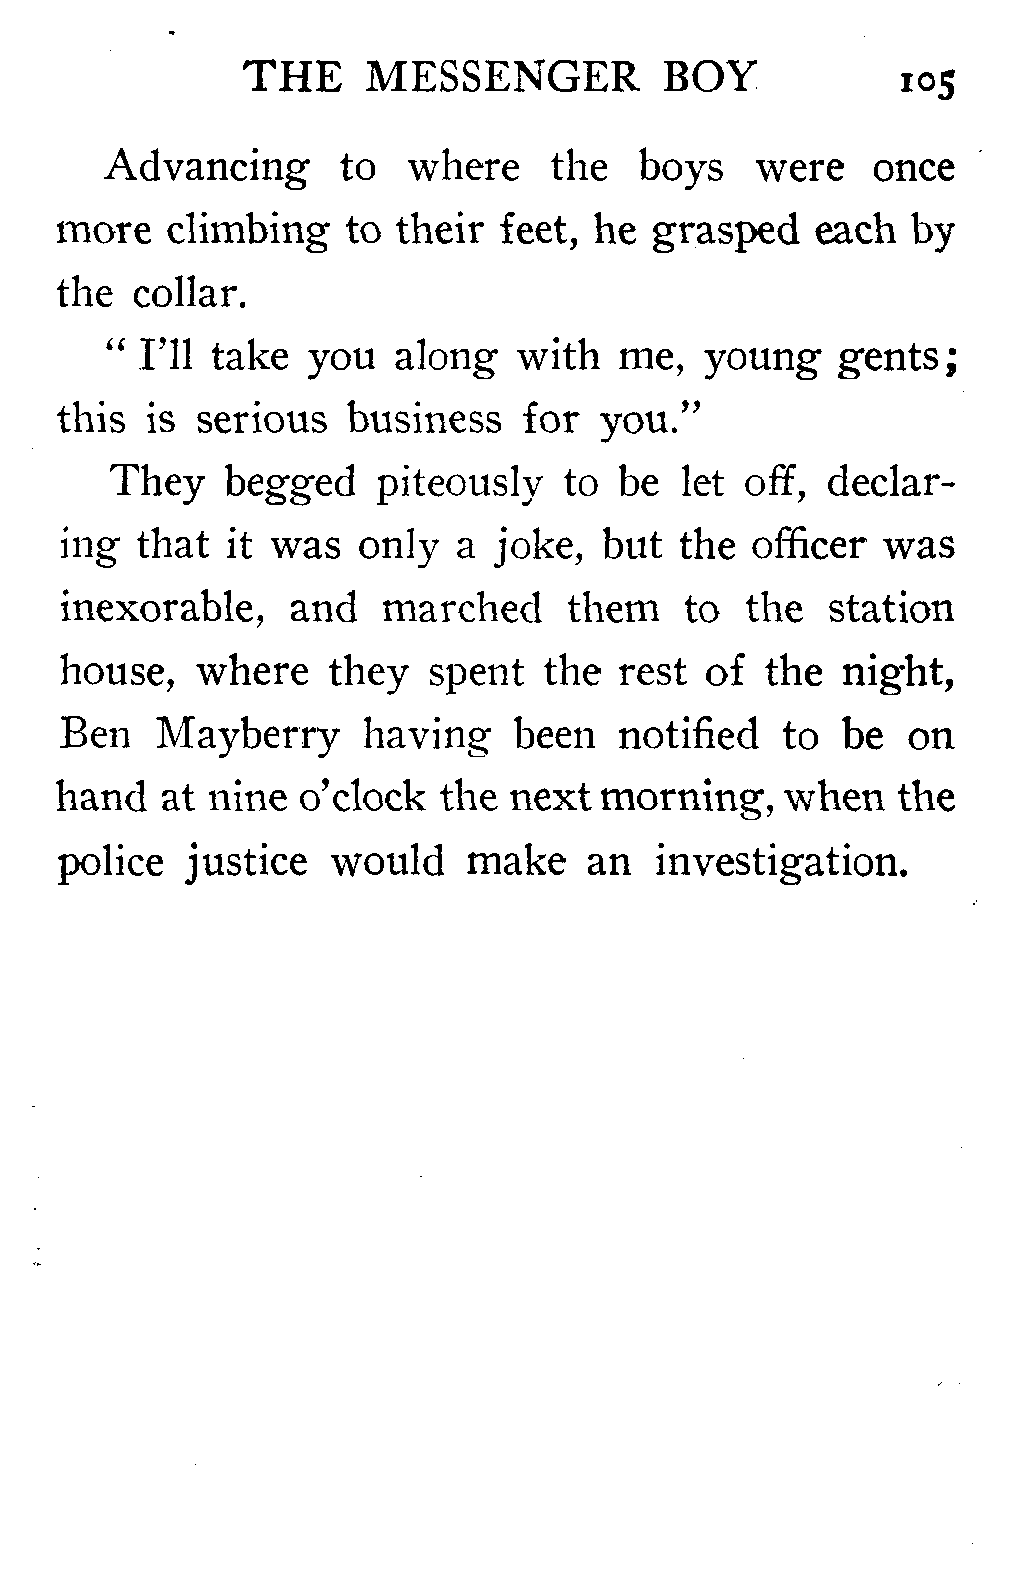 THE MESSENGER BOY 105
Advancing to where the boys were once
more climbing to their feet, he grasped each by
the collar.
“ I’ll take you along with me, young gents;
this is serious business for you.”
They begged piteously to be let off, declar-
ing that it was only a joke, but the officer was
inexorable, and marched them to the station
house, where they spent the rest of the night,
Ben Mayberry having been notified to be on
hand at nine o’clock the next morning, when the
police justice would make an investigation.